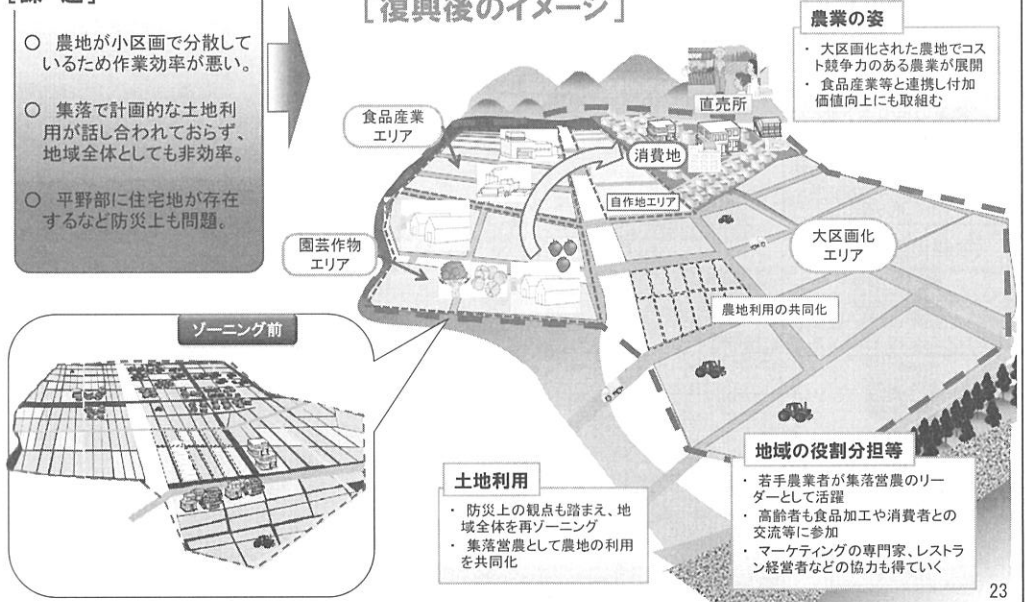 [復興後のイメージ]
○ 農地が小区画で分散して
いるため作業効率が悪い。
○ 集落で計画的な土地利
用が話し合われておらず、
地域全体としても非効率。
○ 平野部に住宅地が存在
するなど防災上も問題。
農業の姿
・ 大区画化された農地でコス
ト競争力のある農業が展開
・ 食品産業等と連携し付加
価値向上にも取組む
直売所
食品産業
エリア
消費地
自作地エリア
園芸作物
エリア
大区画化
エリア
農地利用の共同化
ゾーニング前
土地利用
・ 防災上の観点も踏まえ、地
域全体を再ゾーニング
・ 集落営農として農地の利用
を共同化
地域の役割分担等
・ 若手農業者が集落営農のリー
ダーとして活躍
・ 高齢者も食品加工や消費者との
交流等に参加
・ マーケティングの専門家、レストラ
ン経営者などの協力も得ていく
23